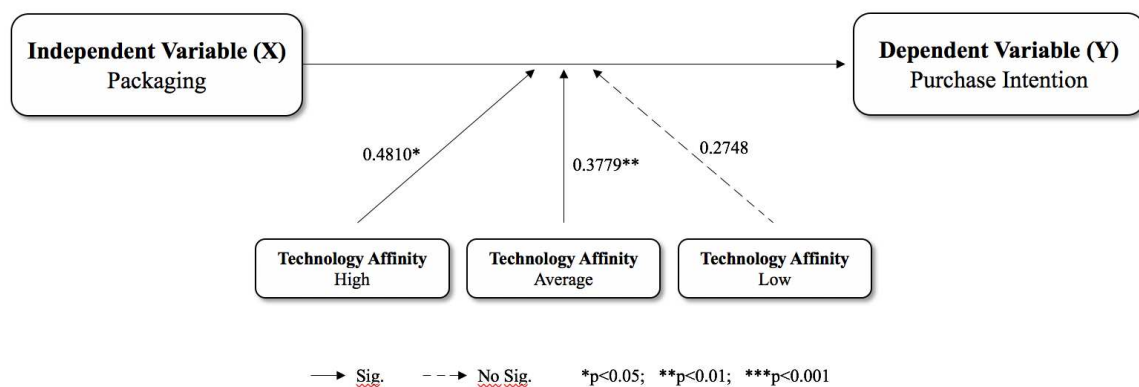 Independent Variable (X)
Packaging
Dependent Variable (Y)
Purchase Intention
0.4810*
0.3779**
0.2748
Technology Affinity
High
Technology Affinity
Average
Technology Affinity
Low
Sig. No Sig. *p<0.05; **p<0.01; ***p<0.001